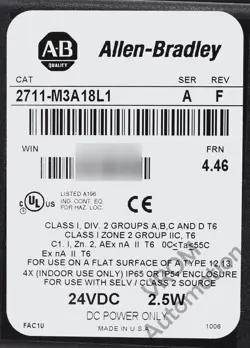 A-B
QUALITY
Allen-Bradley
CAT SER REV
2711-M3A18L1 A F
WIN FRN
4.46
C UL US LISTED A196
IND. CONT. EQ.
FOR HAZ. LOC.
CLASS I, DIV. 2 GROUPS A,B,C AND D T6
CLASS I ZONE 2 GROUP IIC, T6
C1. I, Zn. 2, AEx nA II T6 0C<Ta≤55C
Ex nA II T6
FOR USE ON A FLAT SURFACE OF A TYPE 12,13,
4X (INDOOR USE ONLY) IP65 OR IP54 ENCLOSURE
FOR USE WITH SELV / CLASS 2 SOURCE
24VDC 2.5W
DC POWER ONLY
FAC1U MADE IN U.S.A. 1006
Automation